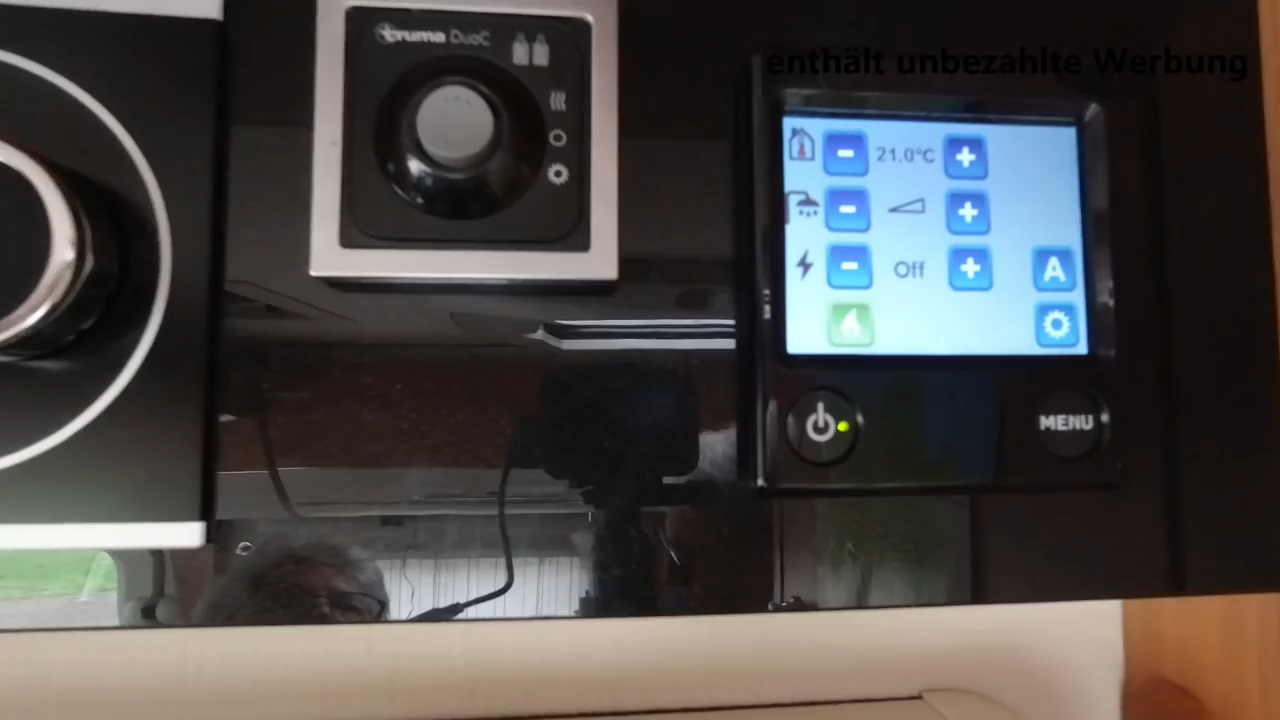 truma DuoC
enthält unbezahlte Werbung
21.0°C
Off
A
MENU